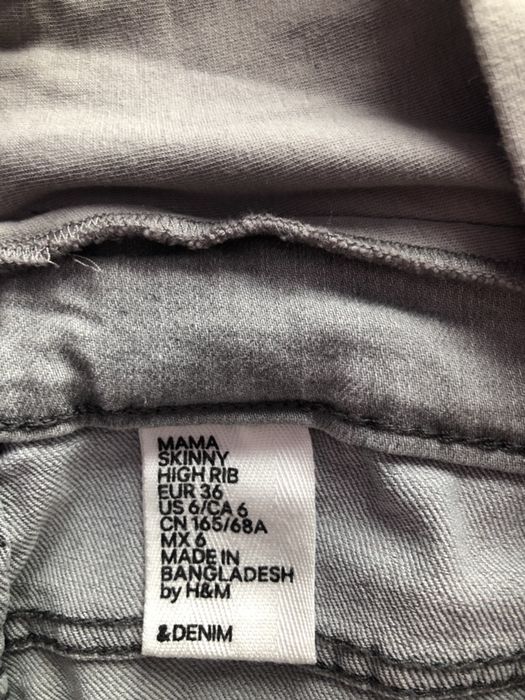 MAMA
SKINNY
HIGH RIB
EUR 36
US 6/CA 6
CN 165/68A
MX 6
MADE IN
BANGLADESH
by H&M
&DENIM